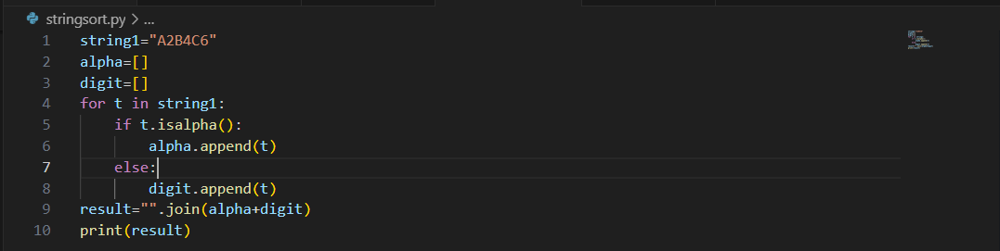 stringsort.py > ...
1 string1="A2B4C6"
2 alpha=[]
3 digit=[]
4 for t in string1:
5     if t.isalpha():
6         alpha.append(t)
7     else:
8         digit.append(t)
9 result="".join(alpha+digit)
10 print(result)